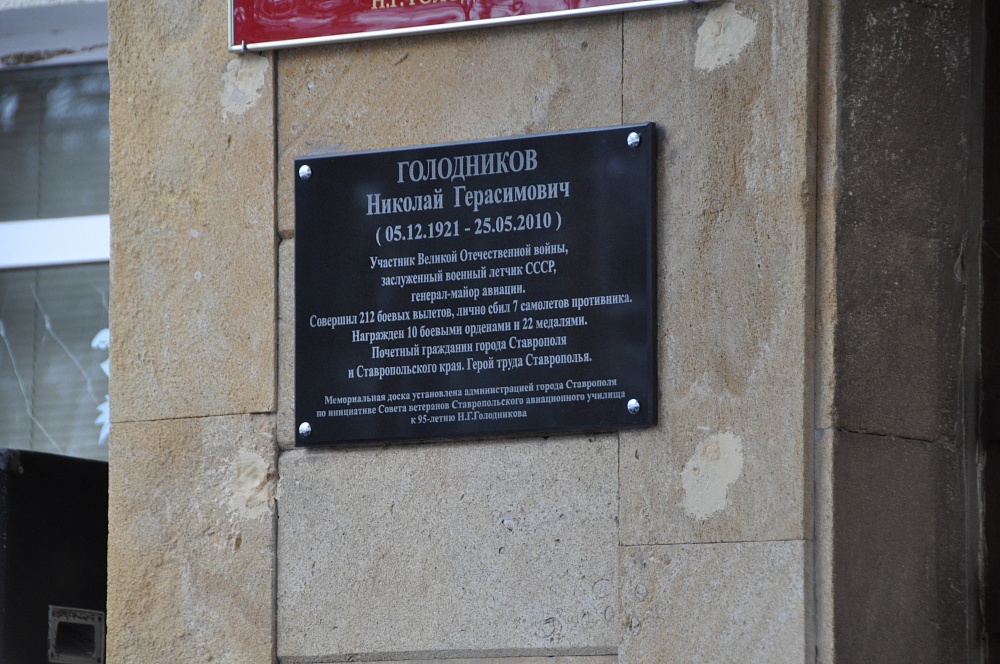 ГОЛОДНИКОВ
Николай Герасимович
( 05.12.1921 - 25.05.2010 )
Участник Великой Отечественной войны,
заслуженный военный летчик СССР,
генерал-майор авиации.
Совершил 212 боевых вылетов, лично сбил 7 самолетов противника.
Награжден 10 боевыми орденами и 22 медалями.
Почетный гражданин города Ставрополя
и Ставропольского края. Герой труда Ставрополья.
Мемориальная доска установлена администрацией города Ставрополя
по инициативе Совета ветеранов Ставропольского авиационного училища
к 95-летию Н.Г.Голодникова